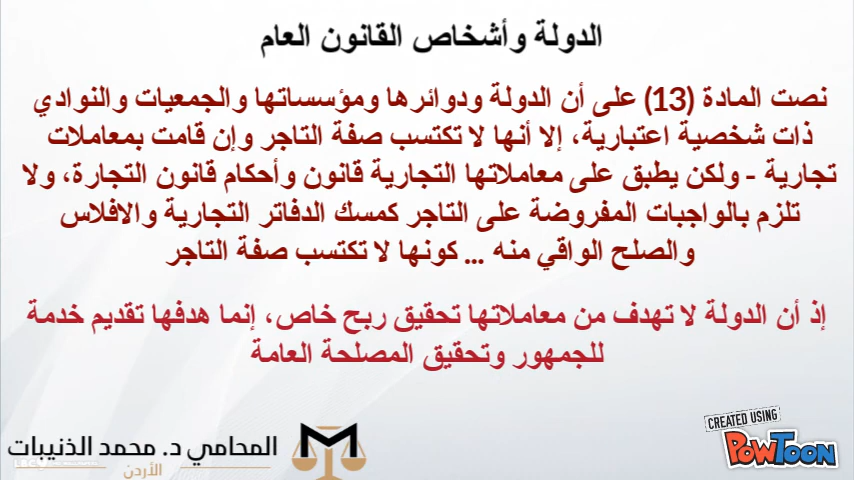 الدولة وأشخاص القانون العام
نصت المادة (13) على أن الدولة ودوائرها ومؤسساتها والجمعيات والنوادي
ذات شخصية اعتبارية، إلا أنها لا تكتسب صفة التاجر وإن قامت بمعاملات
تجارية - ولكن يطبق على معاملاتها التجارية قانون وأحكام قانون التجارة، ولا
تلزم بالواجبات المفروضة على التاجر كمسك الدفاتر التجارية والافلاس
والصلح الواقي منه ... كونها لا تكتسب صفة التاجر
إذ أن الدولة لا تهدف من معاملاتها تحقيق ربح خاص، إنما هدفها تقديم خدمة
للجمهور وتحقيق المصلحة العامة
المحامي د. محمد الذنيبات
الأردن
CREATED USING
POWTOON